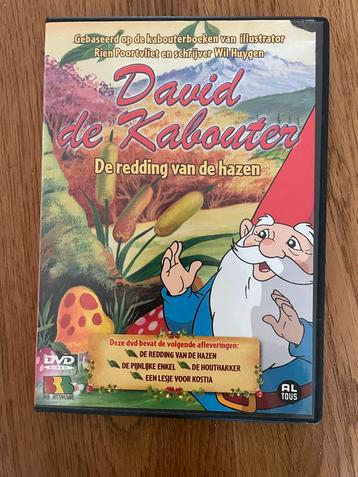 Gebaseerd op de kabouterboeken van illustrator
Rien Poortvliet en schrijver Wil Huygen
David
de Kabouter
De redding van de hazen
Deze dvd bevat de volgende afleveringen:
DE REDDING VAN DE HAZEN
DE PIJNLIJKE ENKEL DE HOUTHAKKER
EEN LESJE VOOR KOSTIA
DVD
VIDEO
AL
TOUS